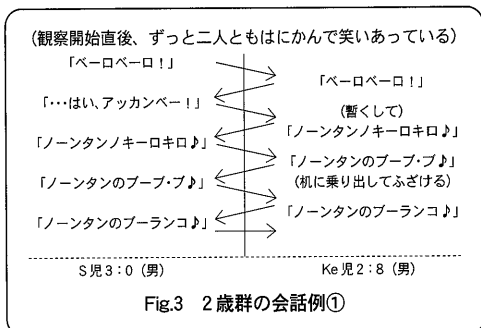 (観察開始直後、ずっと二人ともはにかんで笑いあっている)
「ベーロベーロ！」
「ベーロベーロ！」
「・・・はい、アッカンベー！」
(暫くして)
「ノーンタンノキーロキロ♪」
「ノーンタンノキーロキロ♪」
「ノーンタンのブーブ・ブ♪」
「ノーンタンのブーブ・ブ♪」
(机に乗り出してふざける)
「ノーンタンのブーランコ♪」
「ノーンタンのブーランコ♪」
S児3:0 (男)
Ke児2:8 (男)
Fig.3 2歳群の会話例①